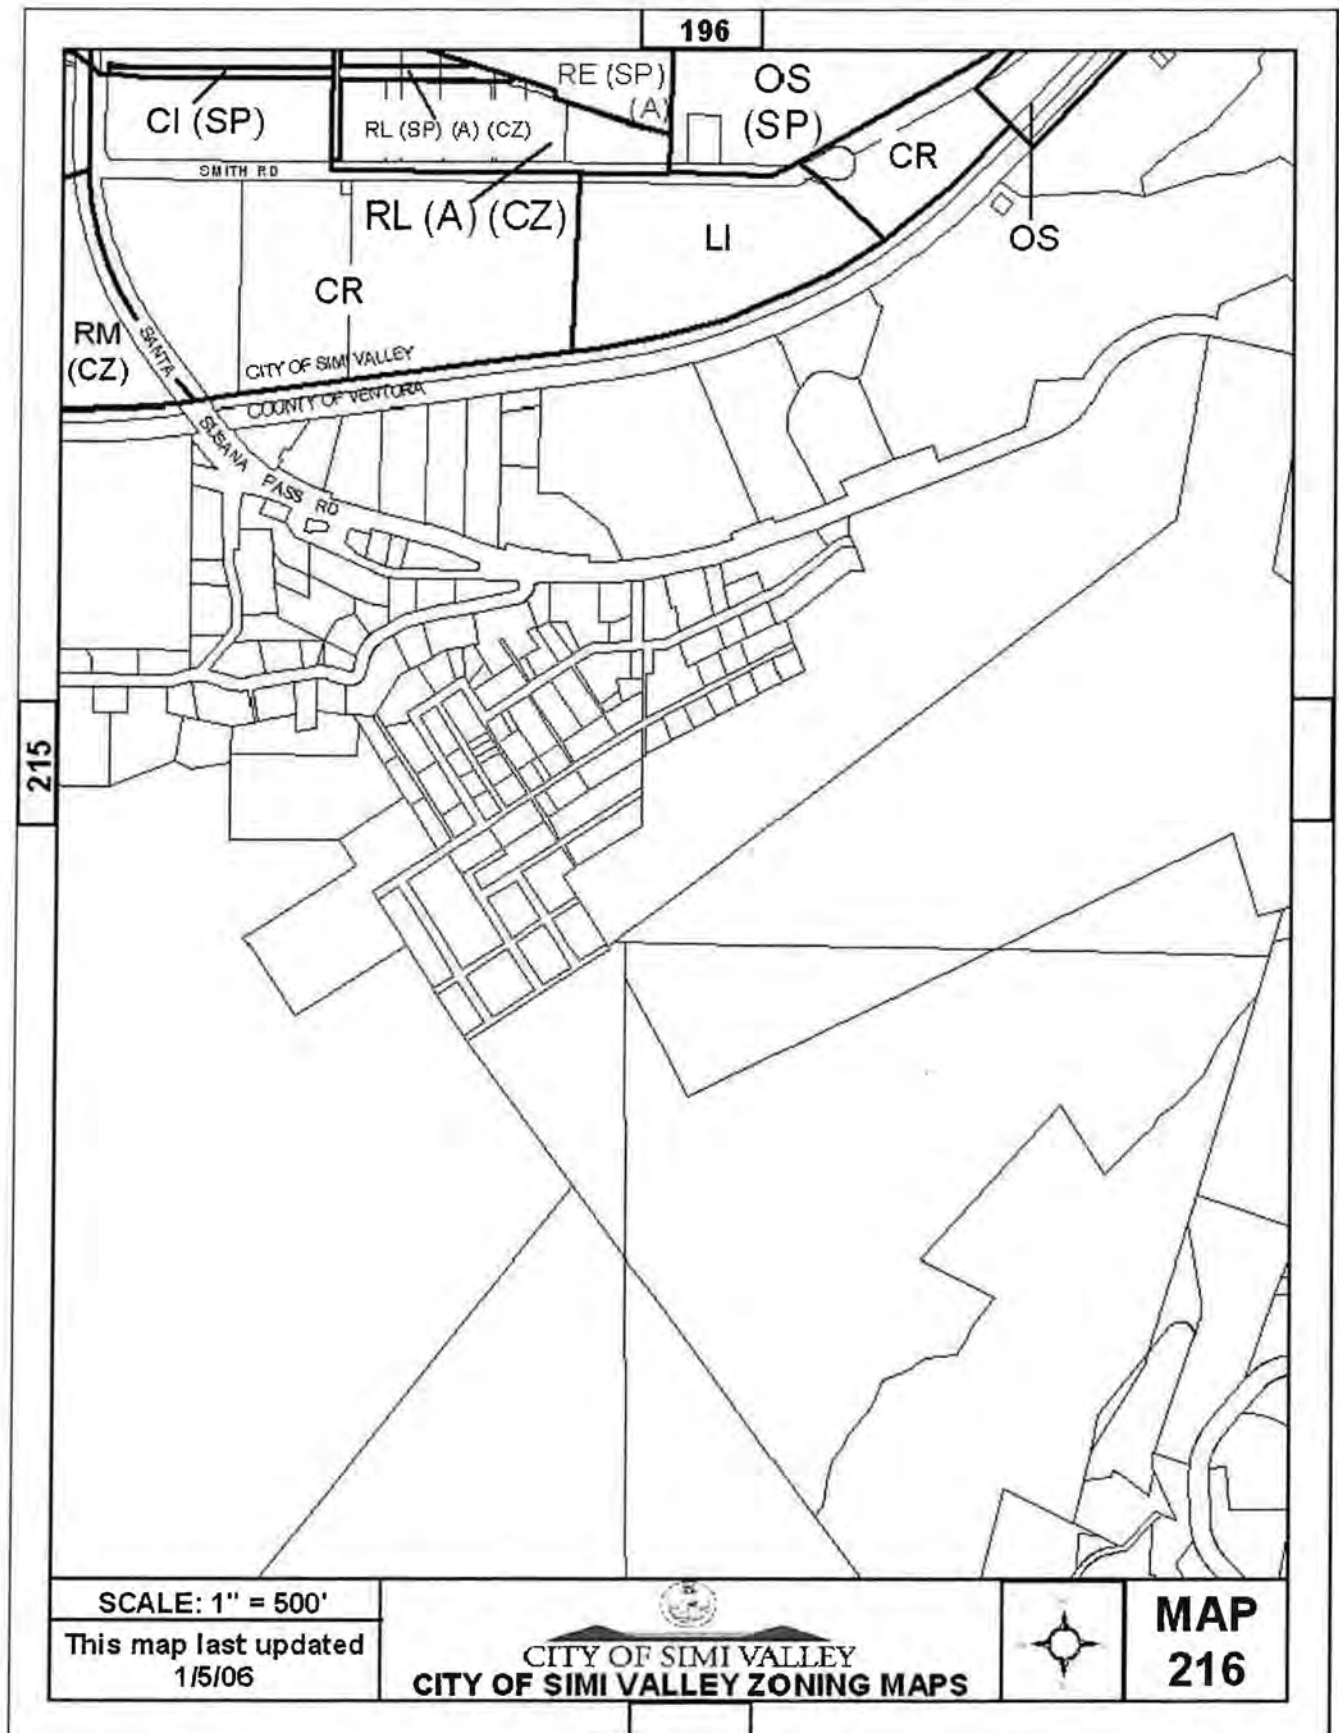 196
RE (SP)
(A)
OS
(SP)
CI (SP)
RL (SP) (A) (CZ)
CR
SMITH RD
RL (A) (CZ)
LI
OS
CR
RM
(CZ)
SANTA
SUSANA
PASS RD
CITY OF SIMI VALLEY
COUNTY OF VENTURA
215
SCALE: 1" = 500'
This map last updated
1/5/06
CITY OF SIMI VALLEY
CITY OF SIMI VALLEY ZONING MAPS
MAP
216